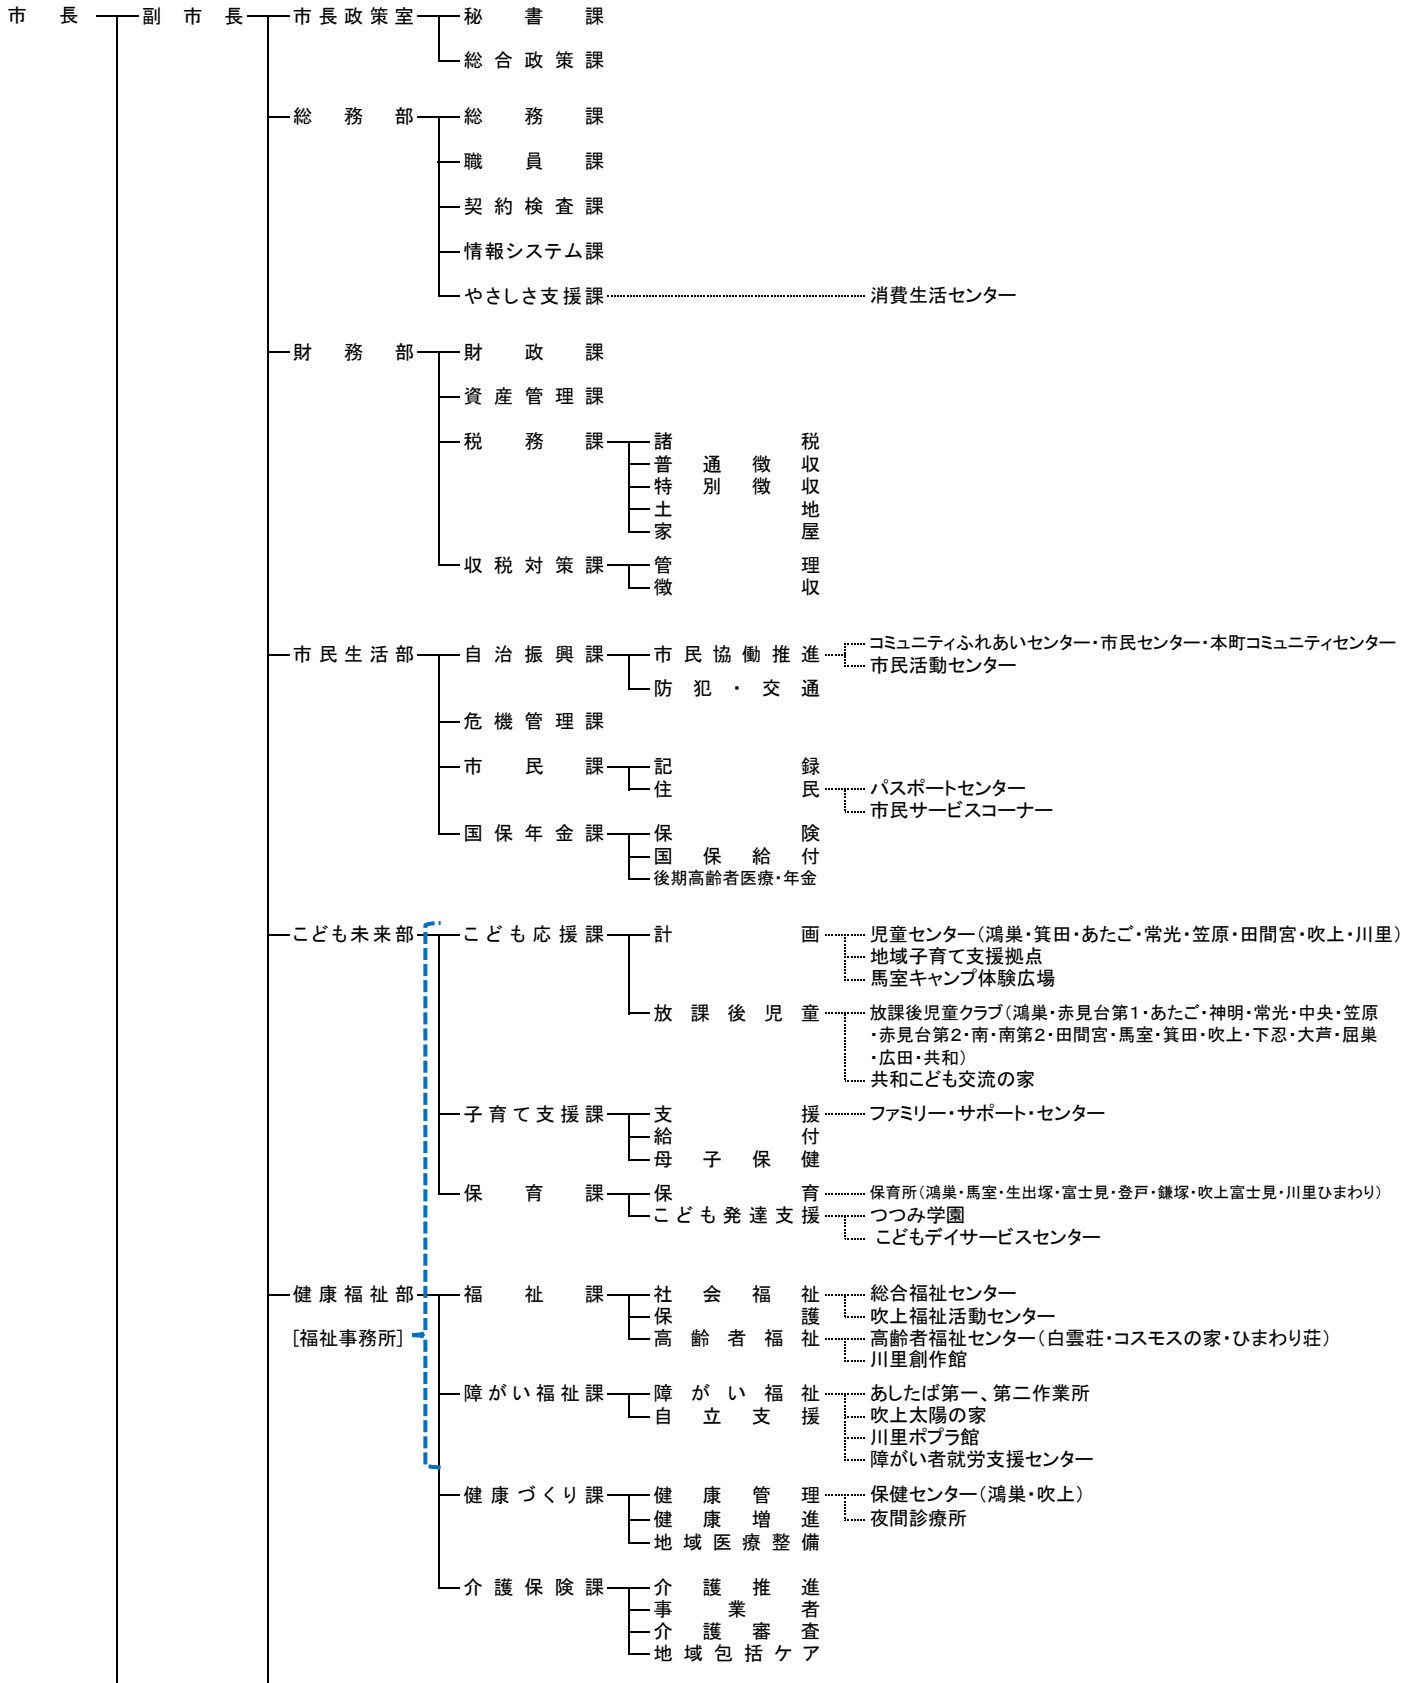 市長 副市長 市長政策室 秘書課
総合政策課
総務部 総務課
職員課
契約検査課
情報システム課
やさしさ支援課 消費生活センター
財務部 財政課
資産管理課
税務課 諸税
普通徴収
特別徴収
土地
家屋
収税対策課 管理
徴収
コミュニティふれあいセンター・市民センター・本町コミュニティセンター
市民生活部 自治振興課 市民協働推進
市民活動センター
防犯・交通
危機管理課
市民課 記録
住民 パスポートセンター
市民サービスコーナー
国保年金課 保険
国保給付
後期高齢者医療・年金
こども未来部 こども応援課 計画 児童センター（鴻巣・箕田・あたご・常光・笠原・田間宮・吹上・川里）
地域子育て支援拠点
馬室キャンプ体験広場
放課後児童 放課後児童クラブ（鴻巣・赤見台第１・あたご・神明・常光・中央・笠原
・赤見台第２・南・南第２・田間宮・馬室・箕田・吹上・下忍・大芦・屈巣
・広田・共和）
共和こども交流の家
子育て支援課 支援 ファミリー・サポート・センター
給付
母子保健
保育課 保育 保育所（鴻巣・馬室・生出塚・富士見・登戸・鎌塚・吹上富士見・川里ひまわり）
こども発達支援 つつみ学園
こどもデイサービスセンター
健康福祉部 福祉課 社会福祉 総合福祉センター
保護 吹上福祉活動センター
［福祉事務所］ 高齢者福祉 高齢者福祉センター（白雲荘・コスモスの家・ひまわり荘）
川里創作館
障がい福祉課 障がい福祉 あしたば第一、第二作業所
自立支援 吹上太陽の家
川里ポプラ館
障がい者就労支援センター
健康づくり課 健康管理 保健センター（鴻巣・吹上）
健康増進 夜間診療所
地域医療整備
介護保険課 介護推進
事業者
介護審査
地域包括ケア